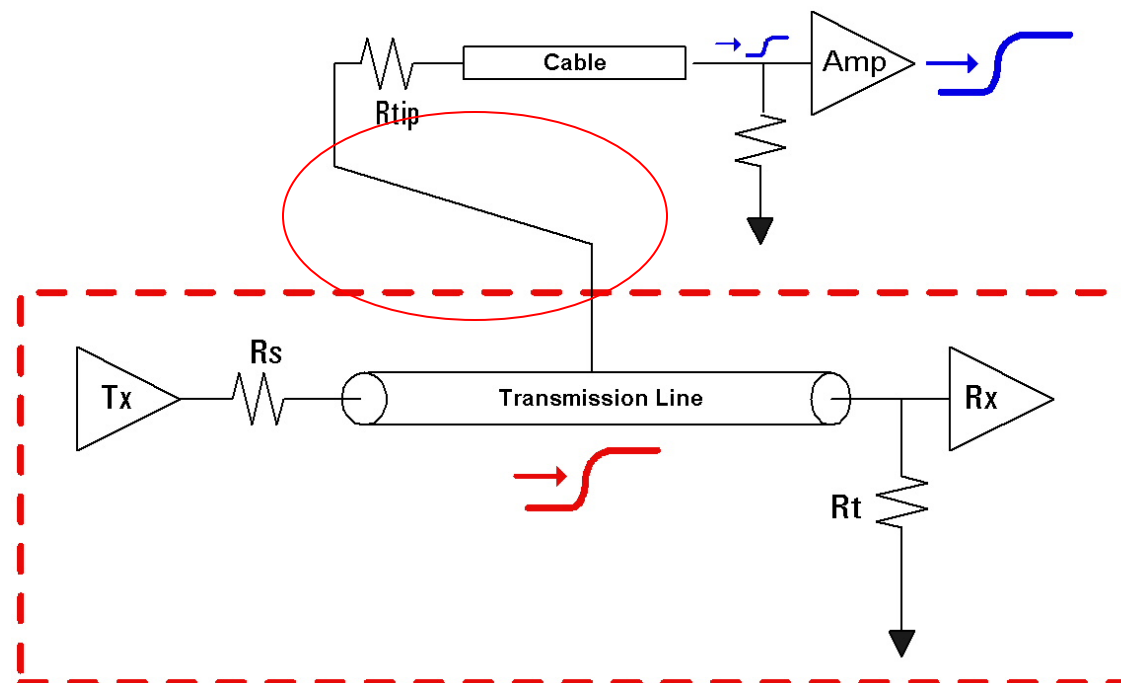 Cable
Amp
Rtip
Rs
Tx
Transmission Line
Rx
Rt